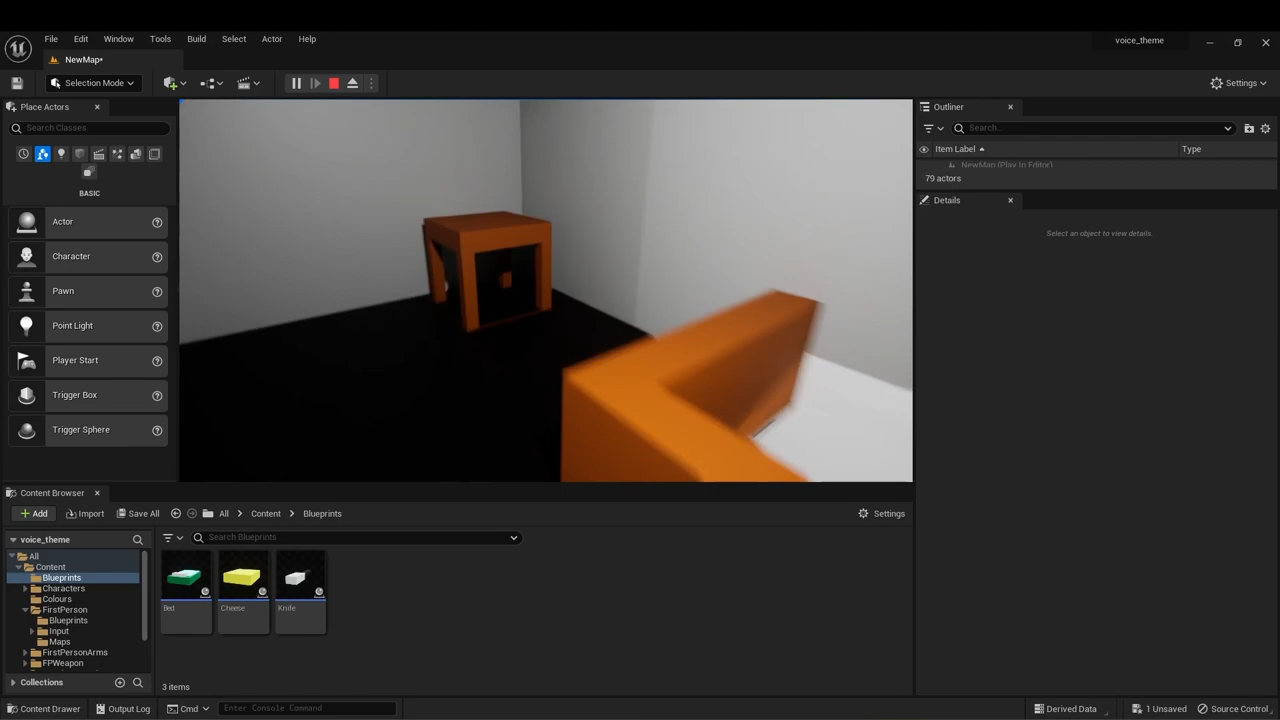 File Edit Window Tools Build Select Actor Help
voice_theme
NewMap*
Selection Mode
Settings
Place Actors
Outliner
Search Classes
Search...
Item Label
Type
NewMap (Play In Editor)
79 actors
BASIC
Details
Actor
Select an object to view details.
Character
Pawn
Point Light
Player Start
Trigger Box
Trigger Sphere
Content Browser
Add
Import
Save All
All
Content
Blueprints
Settings
voice_theme
Search Blueprints
All
Content
Blueprints
Characters
Colours
FirstPerson
Blueprints
Input
Maps
FirstPersonArms
FPWeapon
Bed
Cheese
Knife
Collections
3 items
Content Drawer
Output Log
Cmd
Enter Console Command
Derived Data
1 Unsaved
Source Control